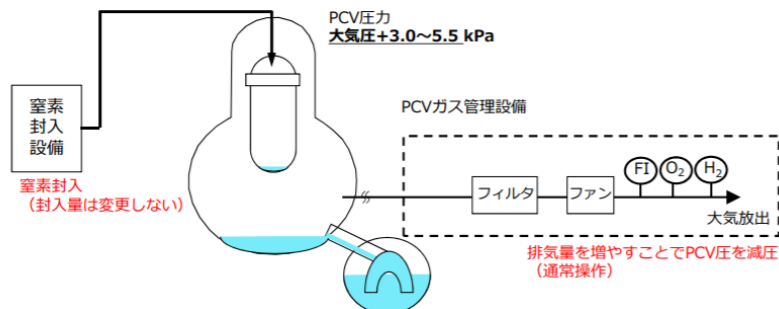 PCV圧力
大気圧+3.0～5.5 kPa
窒素
封入
設備
窒素封入
（封入量は変更しない）
PCVガス管理設備
フィルタ
ファン
FI
O2
H2
大気放出
排気量を増やすことでPCV圧を減圧
（通常操作）